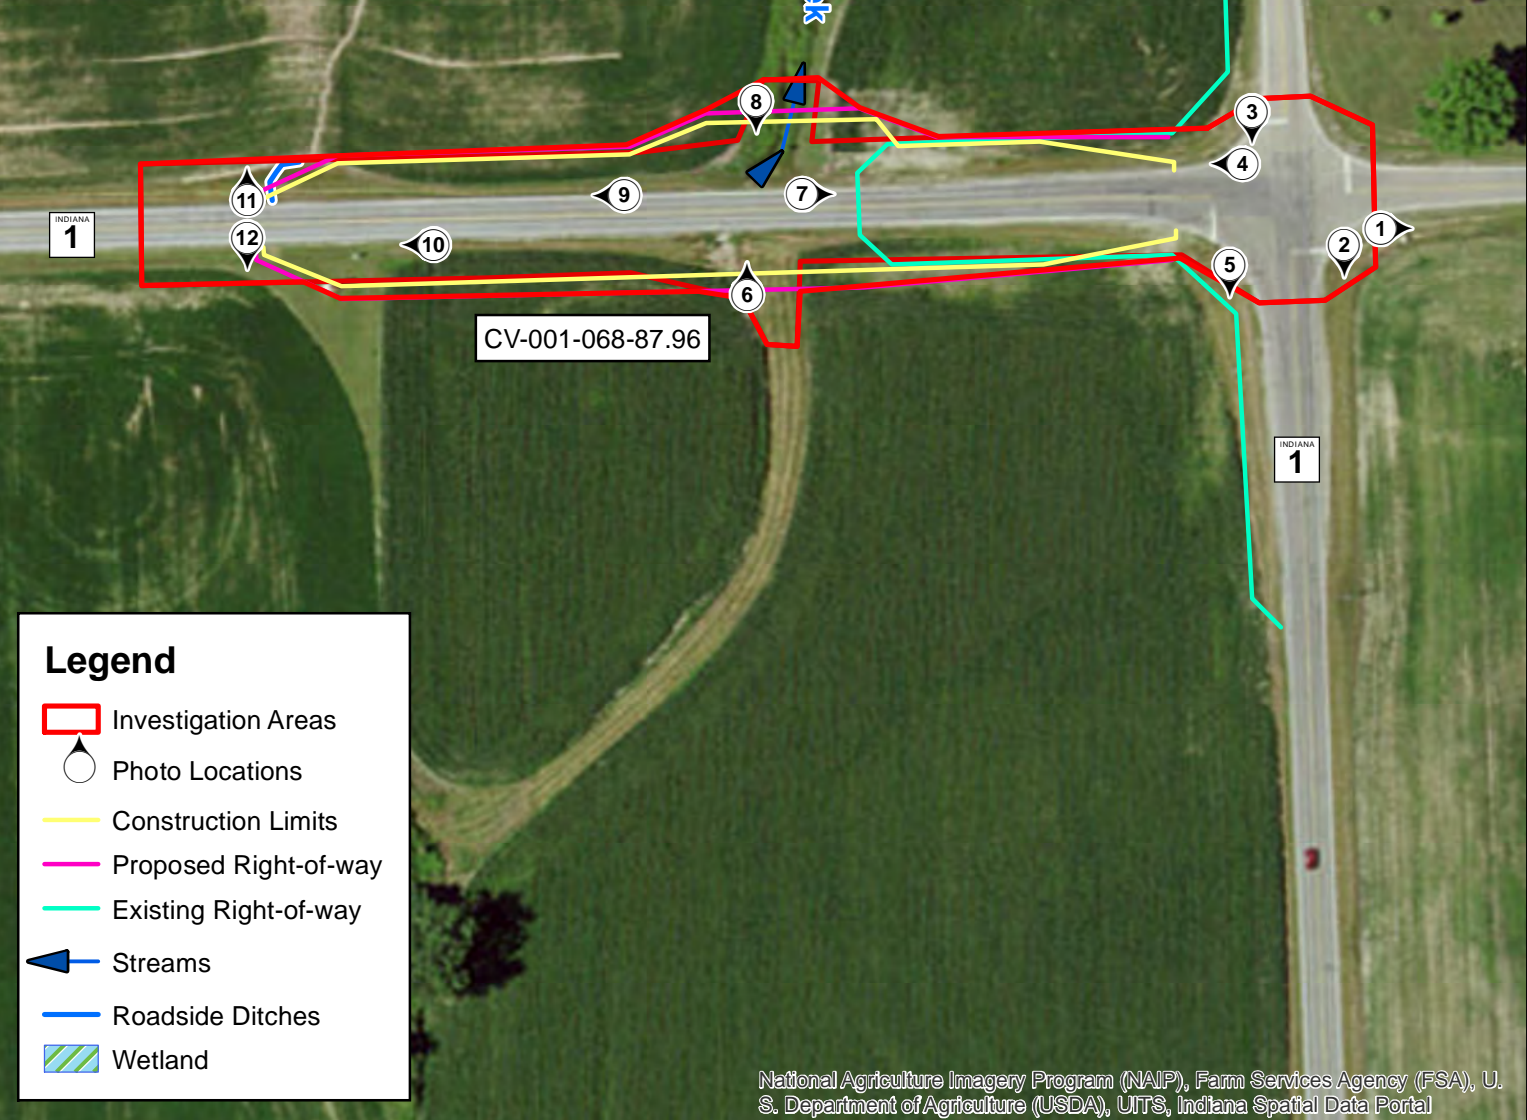 ek
8
3
4
11
9
7
INDIANA
1
12
10
1
2
5
6
CV-001-068-87.96
INDIANA
1
Legend
Investigation Areas
Photo Locations
Construction Limits
Proposed Right-of-way
Existing Right-of-way
Streams
Roadside Ditches
Wetland
National Agriculture Imagery Program (NAIP), Farm Services Agency (FSA), U.
S. Department of Agriculture (USDA), UITS, Indiana Spatial Data Portal